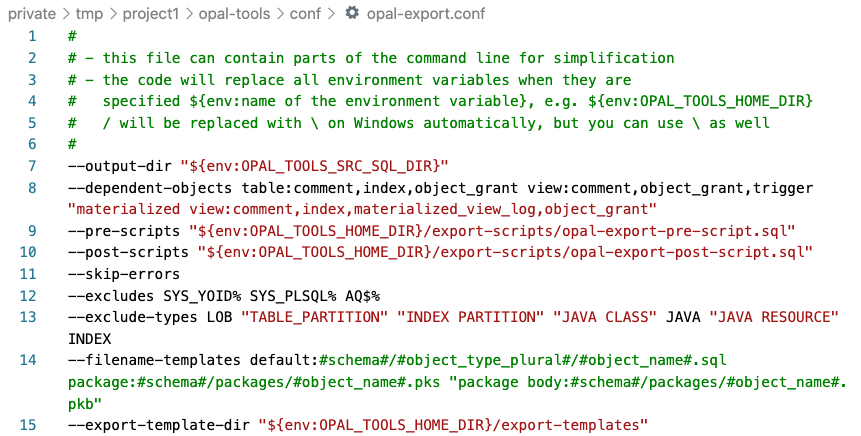 private > tmp > project1 > opal-tools > conf > opal-export.conf
1 #
2 # - this file can contain parts of the command line for simplification
3 # - the code will replace all environment variables when they are
4 #   specified ${env:name of the environment variable}, e.g. ${env:OPAL_TOOLS_HOME_DIR}
5 #   / will be replaced with \ on Windows automatically, but you can use \ as well
6 #
7 --output-dir "${env:OPAL_TOOLS_SRC_SQL_DIR}"
8 --dependent-objects table:comment,index,object_grant view:comment,object_grant,trigger
"materialized view:comment,index,materialized_view_log,object_grant"
9 --pre-scripts "${env:OPAL_TOOLS_HOME_DIR}/export-scripts/opal-export-pre-script.sql"
10 --post-scripts "${env:OPAL_TOOLS_HOME_DIR}/export-scripts/opal-export-post-script.sql"
11 --skip-errors
12 --excludes SYS_YOID% SYS_PLSQL% AQ$%
13 --exclude-types LOB "TABLE_PARTITION" "INDEX PARTITION" "JAVA CLASS" JAVA "JAVA RESOURCE"
INDEX
14 --filename-templates default:#schema#/#object_type_plural#/#object_name#.sql
package:#schema#/packages/#object_name#.pks "package body:#schema#/packages/#object_name#.
pkb"
15 --export-template-dir "${env:OPAL_TOOLS_HOME_DIR}/export-templates"